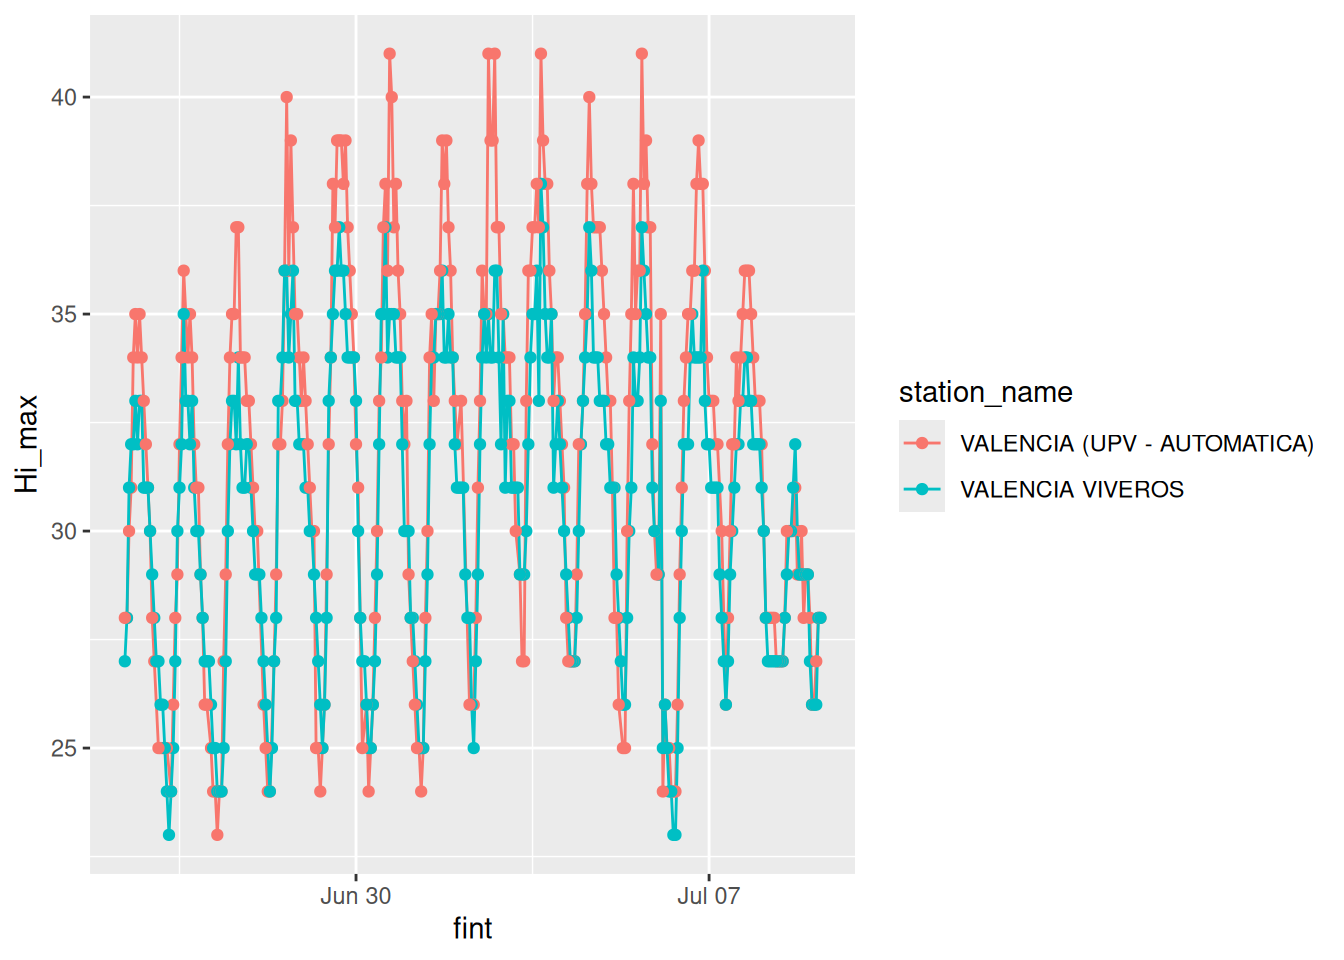 40
35
30
25
Hi_max
Jun 30
Jul 07
fint
station_name
VALENCIA (UPV - AUTOMATICA)
VALENCIA VIVEROS